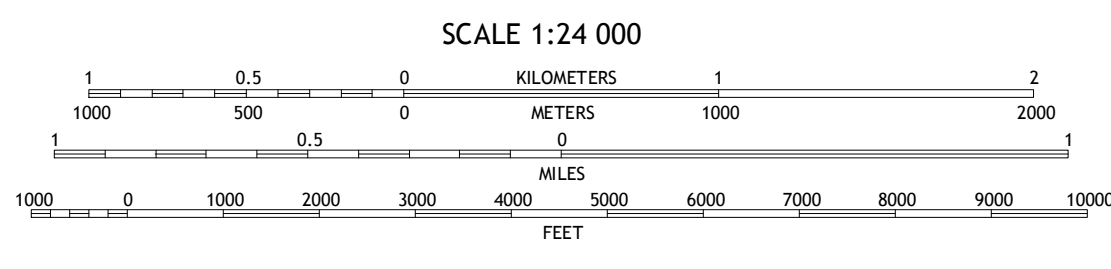 SCALE 1:24 000
1 0.5 0 KILOMETERS 1 2
1000 500 0 METERS 1000 2000
1 0.5 0 1
MILES
1000 0 1000 2000 3000 4000 5000 6000 7000 8000 9000 10000
FEET